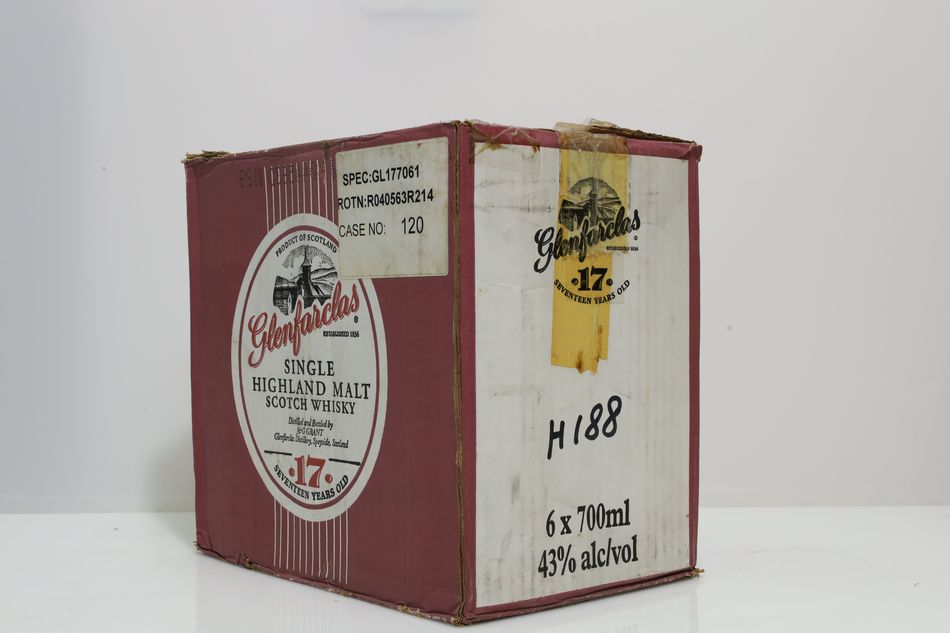 SPEC:GL177061
ROTN:R040563R214
CASE NO: 120
PRODUCT OF SCOTLAND
Glenfarclas
ESTABLISHED 1836
SINGLE
HIGHLAND MALT
SCOTCH WHISKY
Distilled and Bottled by
J&G GRANT
Glenfarclas Distillery, Speyside, Scotland
·17·
SEVENTEEN YEARS OLD
Glenfarclas
ESTABLISHED 1836
·17·
SEVENTEEN YEARS OLD
H188
6 x 700ml
43% alc/vol